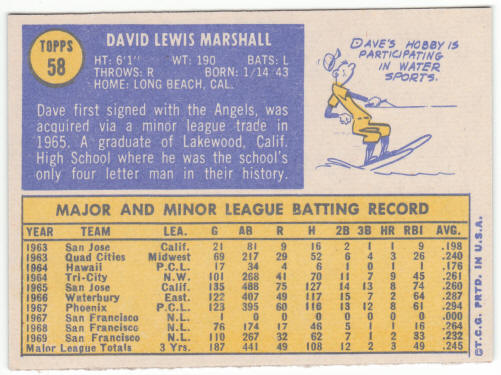 TOPPS
58
DAVID LEWIS MARSHALL
HT: 6'1" WT: 190 BATS: L
THROWS: R BORN: 1/14/43
HOME: LONG BEACH, CAL.
Dave first signed with the Angels, was
acquired via a minor league trade in
1965. A graduate of Lakewood, Calif.
High School where he was the school's
only four letter man in their history.
DAVE'S HOBBY IS
PARTICIPATING
IN WATER
SPORTS.
MAJOR AND MINOR LEAGUE BATTING RECORD
YEAR TEAM LEA. G AB R H 2B 3B HR RBI AVG.
1963 San Jose Calif. 21 81 9 16 2 1 1 9 .198
1963 Quad Cities Midwest 69 217 29 52 6 4 3 26 .240
1964 Hawaii P.C.L. 17 34 4 6 1 0 1 1 .176
1964 Tri-City N.W. 101 268 41 70 11 7 9 45 .261
1965 San Jose Calif. 135 488 75 127 14 13 8 74 .260
1966 Waterbury East. 122 407 49 117 15 7 2 64 .287
1967 Phoenix P.C.L. 123 395 60 116 13 12 8 61 .294
1967 San Francisco N.L. 1 0 0 0 0 0 0 0 .000
1968 San Francisco N.L. 76 174 17 46 5 1 1 16 .264
1969 San Francisco N.L. 110 267 32 62 7 1 2 33 .232
Major League Totals 3 Yrs. 187 441 49 108 12 2 3 49 .245
©T.C.G. PRTD. IN U.S.A.